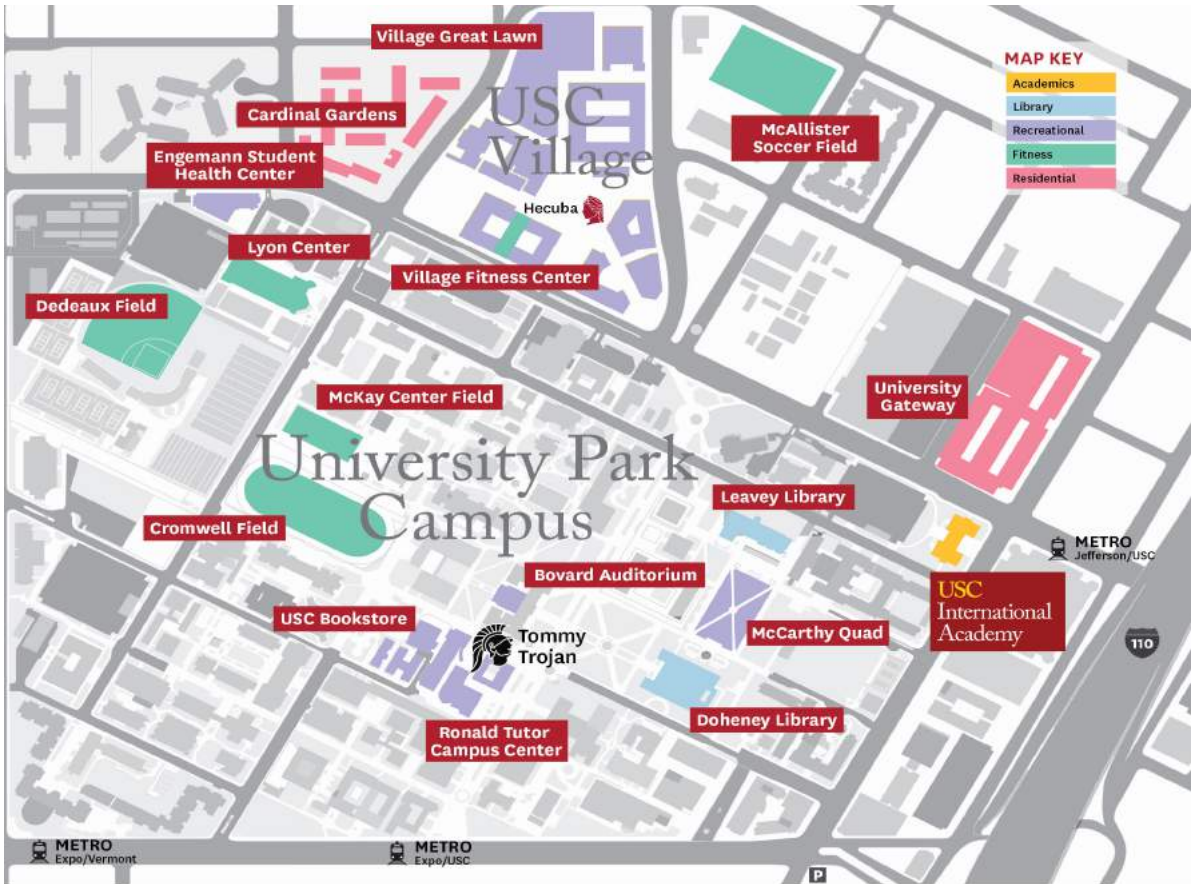 Village Great Lawn
MAP KEY
Academics
Library
Recreational
Fitness
Residential
USC
Village
Cardinal Gardens
McAllister
Soccer Field
Engemann Student
Health Center
Hecuba
Lyon Center
Village Fitness Center
Dedeaux Field
McKay Center Field
University
Gateway
University Park
Campus
Leavey Library
Cromwell Field
METRO
Jefferson/USC
Bovard Auditorium
USC
International
Academy
USC Bookstore
Tommy
Trojan
McCarthy Quad
110
Doheney Library
Ronald Tutor
Campus Center
METRO
Expo/Vermont
METRO
Expo/USC
P